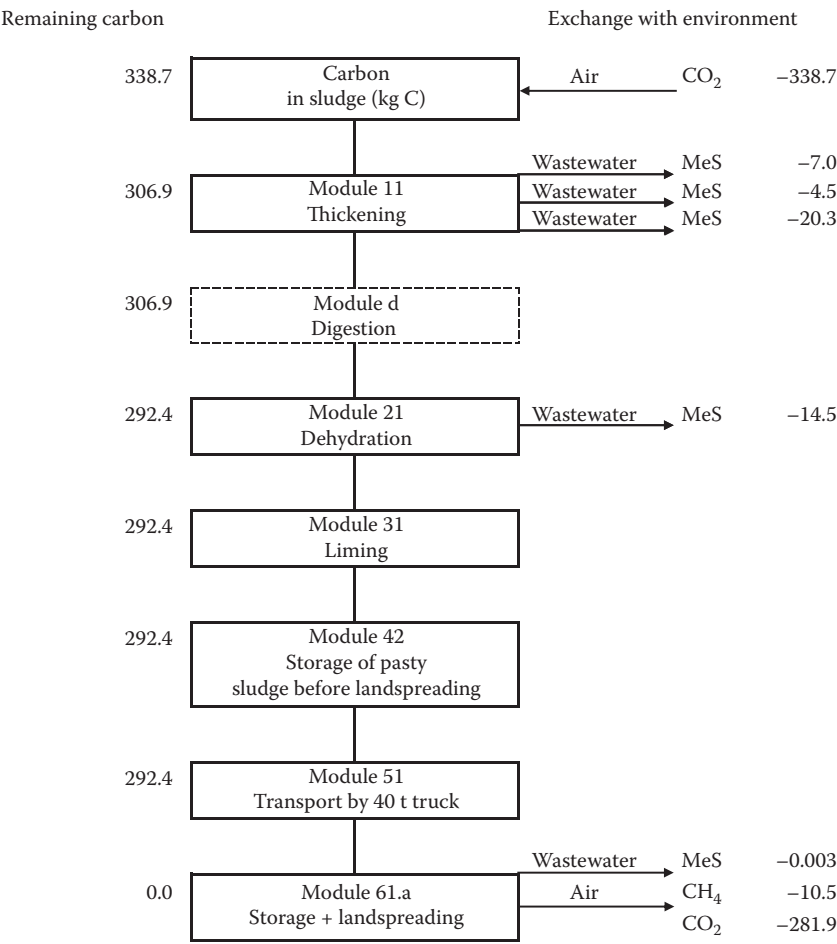 Remaining carbon
Exchange with environment
338.7
Carbon
in sludge (kg C)
Air
CO₂
–338.7
306.9
Module 11
Thickening
Wastewater
MeS
–7.0
Wastewater
MeS
–4.5
Wastewater
MeS
–20.3
306.9
Module d
Digestion
292.4
Module 21
Dehydration
Wastewater
MeS
–14.5
292.4
Module 31
Liming
292.4
Module 42
Storage of pasty
sludge before landspreading
292.4
Module 51
Transport by 40 t truck
0.0
Module 61.a
Storage + landspreading
Wastewater
MeS
–0.003
Air
CH₄
–10.5
CO₂
–281.9